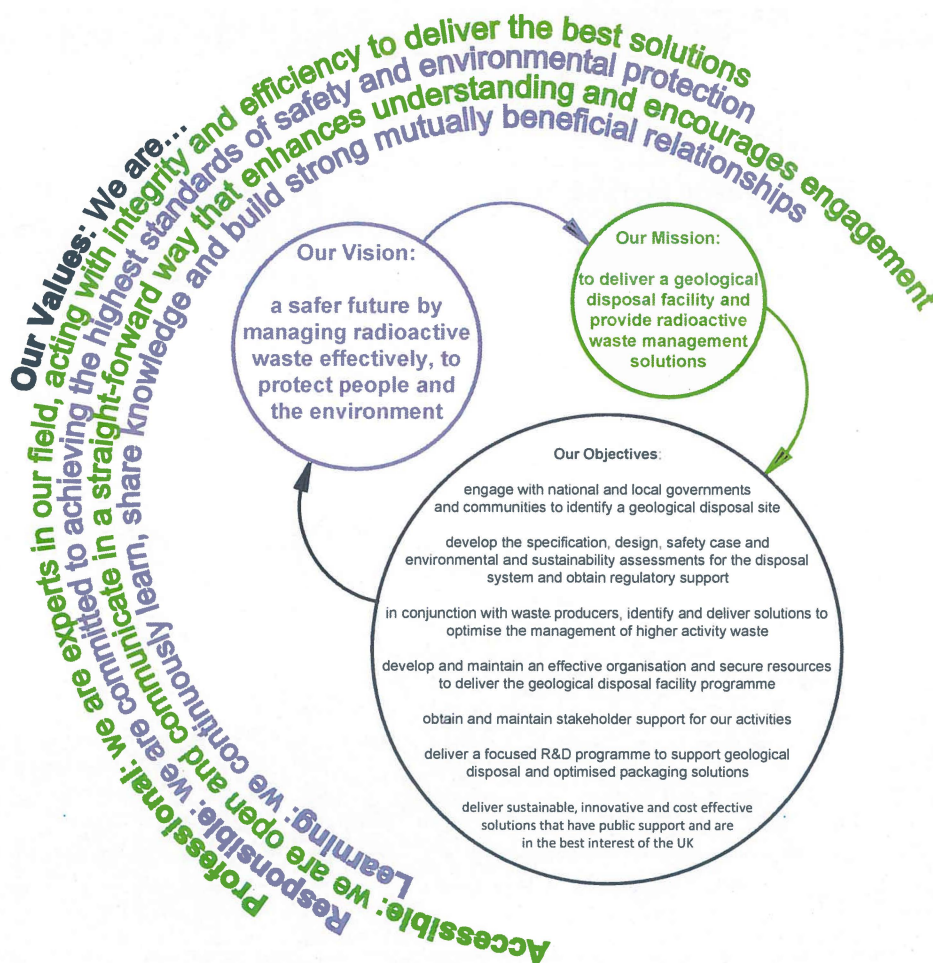 Our Values: We are...
Professional: we are experts in our field, acting with integrity and efficiency to deliver the best solutions
Responsible: we are committed to achieving the highest standards of safety and environmental protection
Accessible: we are open and communicate in a straight-forward way that enhances understanding and encourages engagement
Learning: we continuously learn, share knowledge and build strong mutually beneficial relationships
Our Vision:
a safer future by
managing radioactive
waste effectively, to
protect people and
the environment
Our Mission:
to deliver a geological
disposal facility and
provide radioactive
waste management
solutions
Our Objectives:
engage with national and local governments
and communities to identify a geological disposal site
develop the specification, design, safety case and
environmental and sustainability assessments for the disposal
system and obtain regulatory support
in conjunction with waste producers, identify and deliver solutions to
optimise the management of higher activity waste
develop and maintain an effective organisation and secure resources
to deliver the geological disposal facility programme
obtain and maintain stakeholder support for our activities
deliver a focused R&D programme to support geological
disposal and optimised packaging solutions
deliver sustainable, innovative and cost effective
solutions that have public support and are
in the best interest of the UK